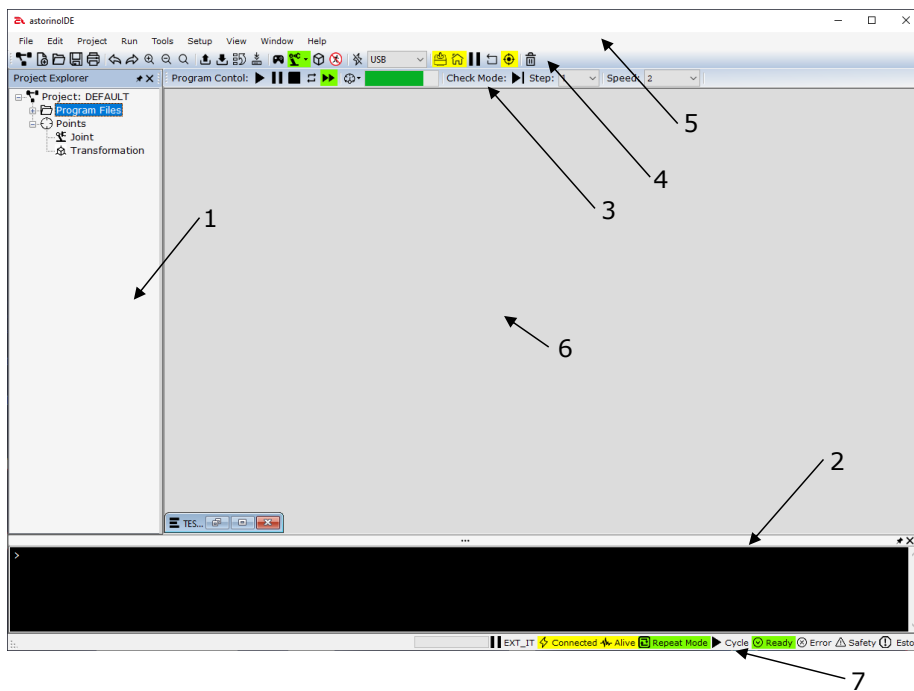 astorinoIDE
File Edit Project Run Tools Setup View Window Help
USB
Project Explorer
Program Contol: Check Mode: Step: Speed: 2
Project: DEFAULT
Program Files
Points
Joint
Transformation
5
4
3
1
6
2
TES...
...
>
EXT_IT Connected Alive Repeat Mode Cycle Ready Error Safety Esto
7